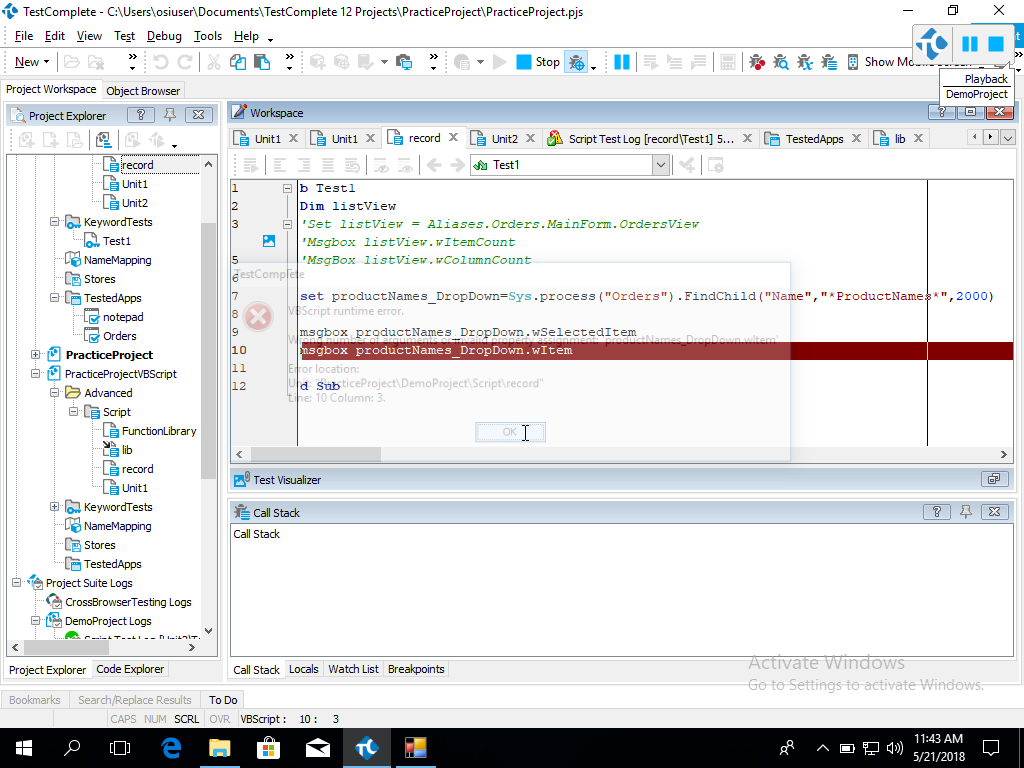 TestComplete - C:\Users\osiuser\Documents\TestComplete 12 Projects\PracticeProject\PracticeProject.pjs
File Edit View Test Debug Tools Help
New Stop Show Mo
Playback
DemoProject
Project Workspace Object Browser
Project Explorer
record
Unit1
Unit2
KeywordTests
Test1
NameMapping
Stores
TestedApps
notepad
Orders
PracticeProject
PracticeProjectVBScript
Advanced
Script
FunctionLibrary
lib
record
Unit1
KeywordTests
NameMapping
Stores
TestedApps
Project Suite Logs
CrossBrowserTesting Logs
DemoProject Logs
Script Test Log [Unit2\T
Project Explorer Code Explorer
Workspace
Unit1 Unit1 record Unit2 Script Test Log [record\Test1] 5... TestedApps lib
Test1
1 b Test1
2 Dim listView
3 'Set listView = Aliases.Orders.MainForm.OrdersView
'Msgbox listView.wItemCount
5 'MsgBox listView.wColumnCount
6
7 set productNames_DropDown=Sys.process("Orders").FindChild("Name","*ProductNames*",2000)
8
9 msgbox productNames_DropDown.wSelectedItem
10 msgbox productNames_DropDown.wItem
11
12 d Sub
TestComplete
VBScript runtime error.
Wrong number of arguments or invalid property assignment: 'productNames_DropDown.wItem'
Error location:
Unit: "PracticeProject\DemoProject\Script\record"
Line: 10 Column: 3.
OK
Test Visualizer
Call Stack
Call Stack
Call Stack Locals Watch List Breakpoints
Activate Windows
Go to Settings to activate Windows.
Bookmarks Search/Replace Results To Do
CAPS NUM SCRL OVR VBScript : 10 : 3
11:43 AM
5/21/2018